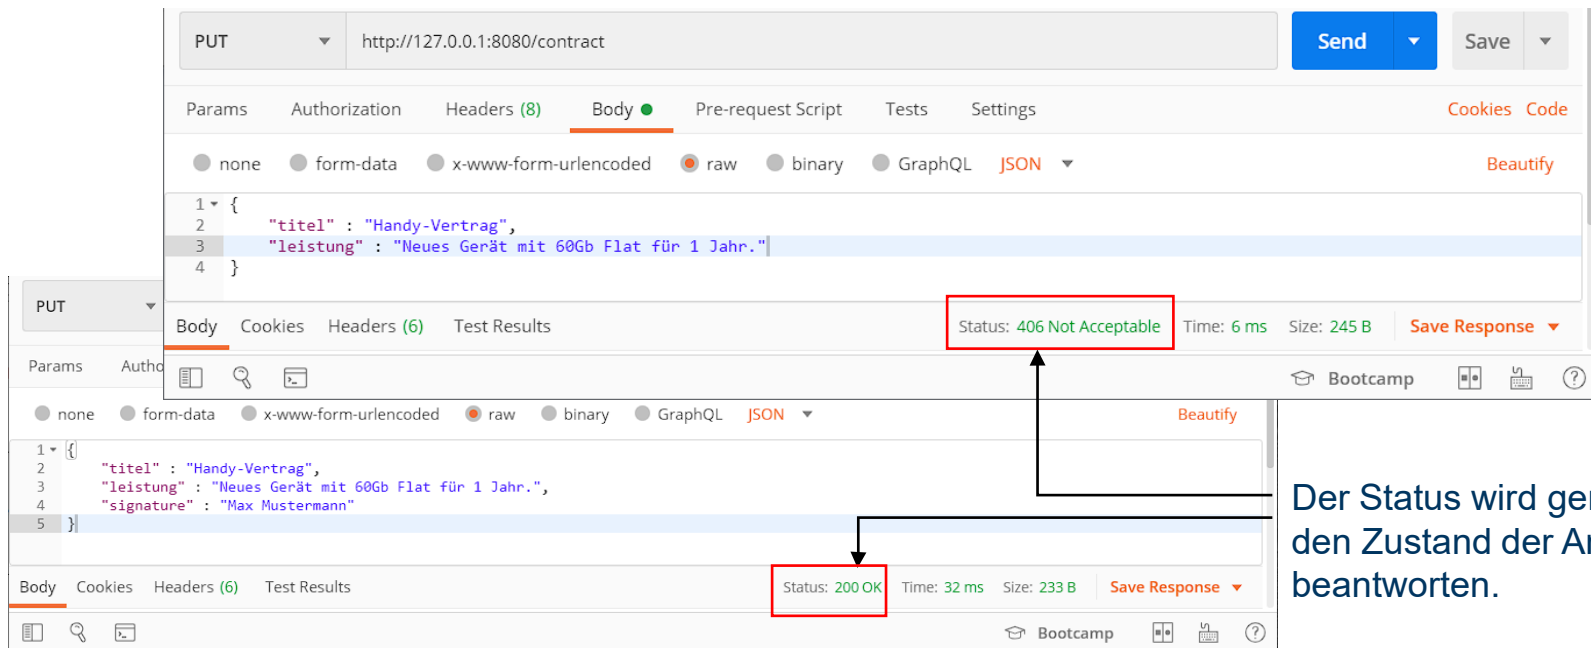 PUT http://127.0.0.1:8080/contract Send Save
Params Authorization Headers (8) Body Pre-request Script Tests Settings Cookies Code
none form-data x-www-form-urlencoded raw binary GraphQL JSON Beautify
1 {
2 "titel" : "Handy-Vertrag",
3 "leistung" : "Neues Gerät mit 60Gb Flat für 1 Jahr."
4 }
Body Cookies Headers (6) Test Results Status: 406 Not Acceptable Time: 6 ms Size: 245 B Save Response
Bootcamp
PUT
Params Autho
none form-data x-www-form-urlencoded raw binary GraphQL JSON Beautify
1 {
2 "titel" : "Handy-Vertrag",
3 "leistung" : "Neues Gerät mit 60Gb Flat für 1 Jahr.",
4 "signature" : "Max Mustermann"
5 }
Body Cookies Headers (6) Test Results Status: 200 OK Time: 32 ms Size: 233 B Save Response
Bootcamp
Der Status wird
den Zustand der
beantworten.